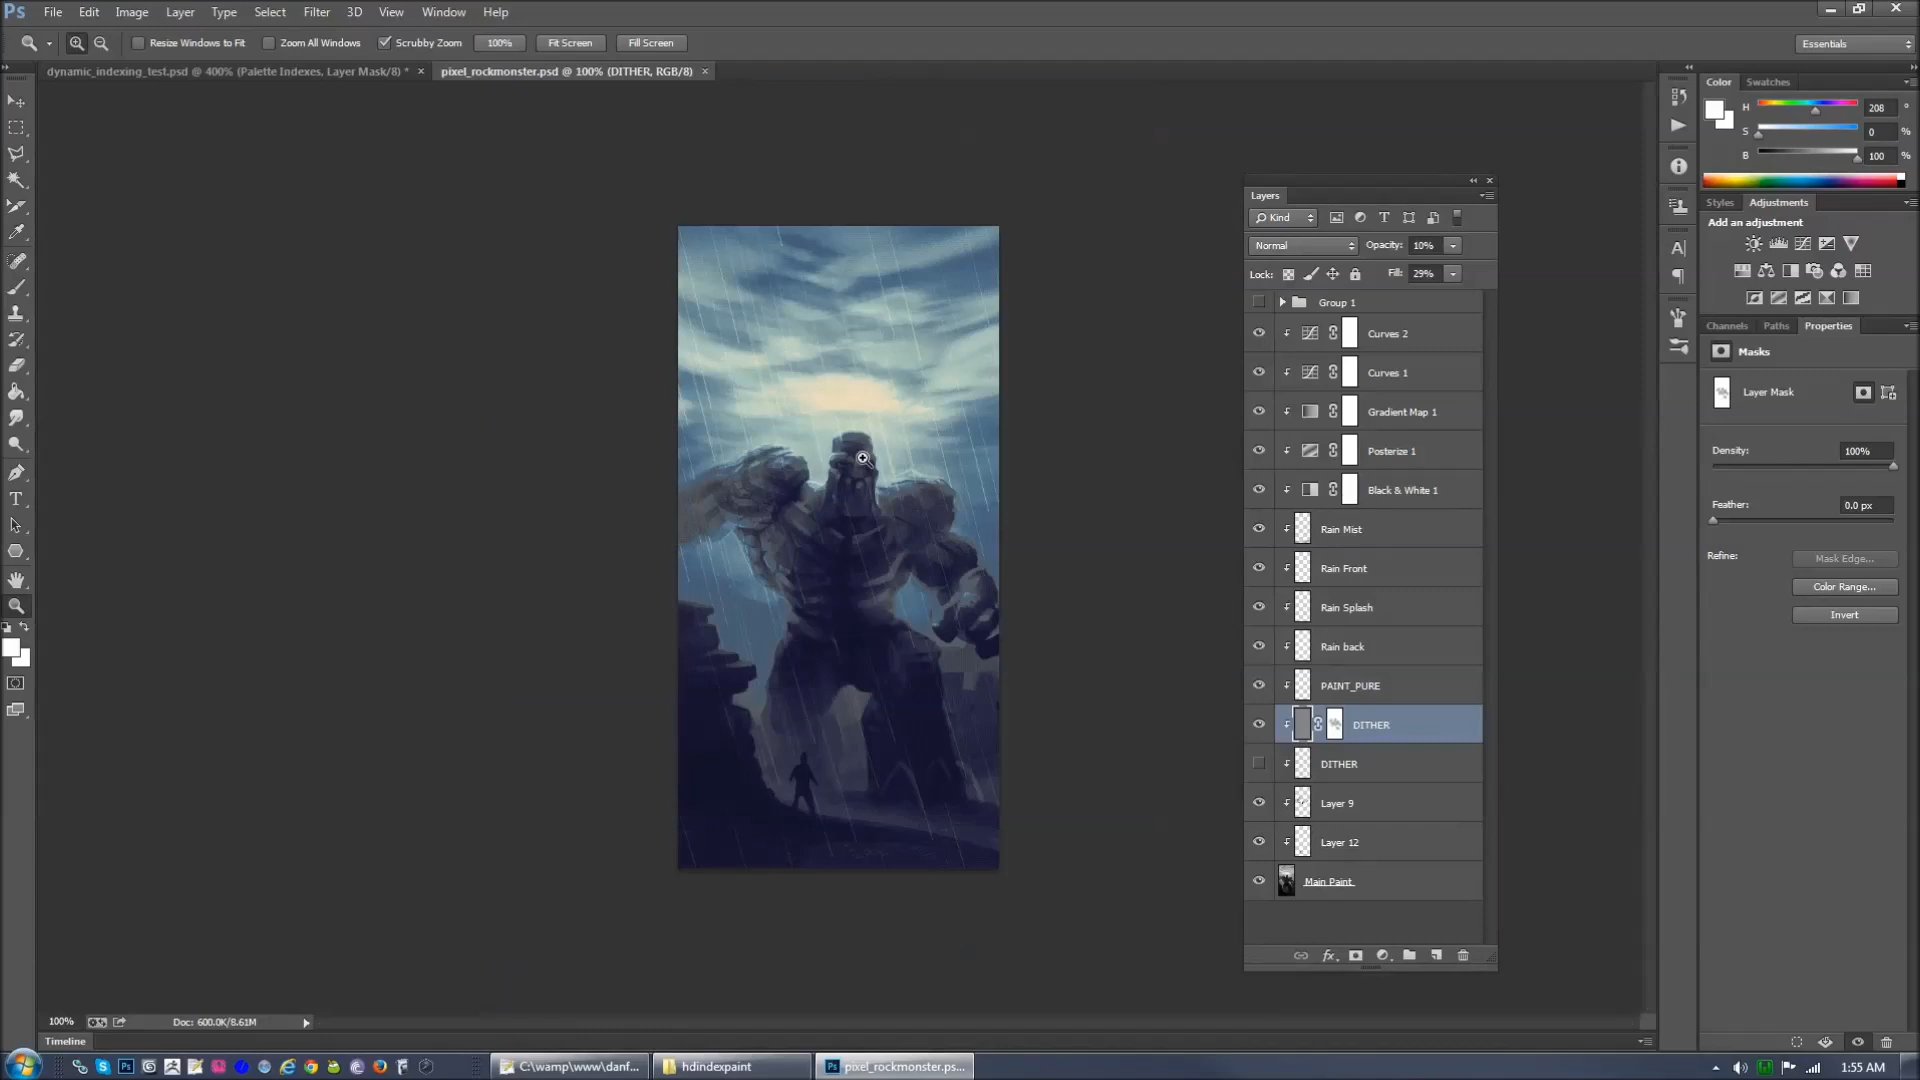 Ps File Edit Image Layer Type Select Filter 3D View Window Help
Resize Windows to Fit Zoom All Windows Scrubby Zoom 100% Fit Screen Fill Screen Essentials
dynamic_indexing_test.psd @ 400% (Palette Indexes, Layer Mask/8) * × pixel_rockmonster.psd @ 100% (DITHER, RGB/8) ×
Color Swatches
H 208 °
S 0 %
B 100 %
Styles Adjustments
Add an adjustment
Channels Paths Properties
Masks
Layer Mask
Density: 100%
Feather: 0.0 px
Refine: Mask Edge...
Color Range...
Invert
Layers
Kind
Normal Opacity: 10%
Lock: Fill: 29%
Group 1
Curves 2
Curves 1
Gradient Map 1
Posterize 1
Black & White 1
Rain Mist
Rain Front
Rain Splash
Rain back
PAINT_PURE
DITHER
DITHER
Layer 9
Layer 12
Main Paint
fx
100% Doc: 600.0K/8.61M
Timeline
C:\wamp\www\danf... hdindexpaint pixel_rockmonster.ps... 1:55 AM